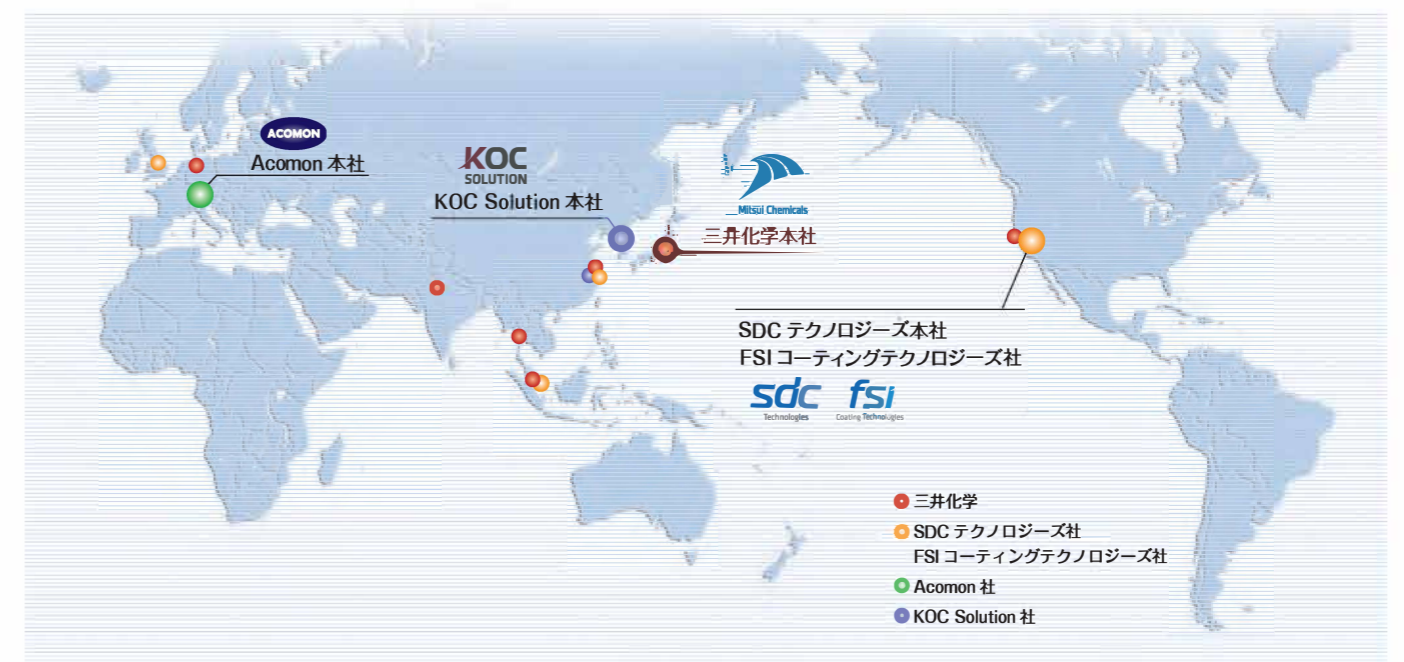 ACOMON
Acomon 本社
KOC
SOLUTION
KOC Solution 本社
Mitsui Chemicals
三井化学本社
SDC テクノロジーズ本社
FSI コーティングテクノロジーズ社
sdc
Technologies
fsi
Coating Technologies
三井化学
SDC テクノロジーズ社
FSI コーティングテクノロジーズ社
Acomon 社
KOC Solution 社